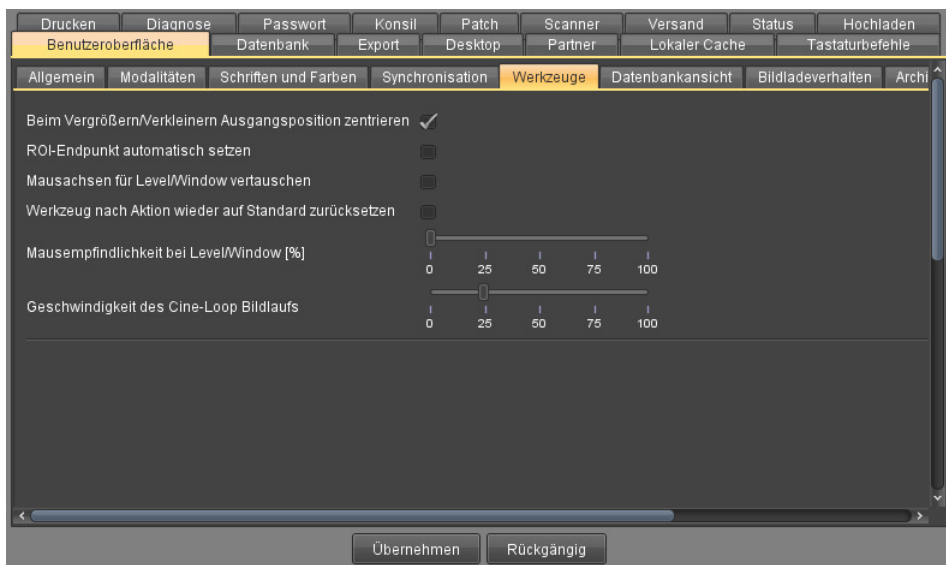 Drucken Diagnose Passwort Konsil Patch Scanner Versand Status Hochladen
Benutzeroberfläche Datenbank Export Desktop Partner Lokaler Cache Tastaturbefehle
Allgemein Modalitäten Schriften und Farben Synchronisation Werkzeuge Datenbankansicht Bildladeverhalten Archi
Beim Vergrößern/Verkleinern Ausgangsposition zentrieren
ROI-Endpunkt automatisch setzen
Mausachsen für Level/Window vertauschen
Werkzeug nach Aktion wieder auf Standard zurücksetzen
Mausempfindlichkeit bei Level/Window [%]
0 25 50 75 100
Geschwindigkeit des Cine-Loop Bildlaufs
0 25 50 75 100
Übernehmen Rückgängig